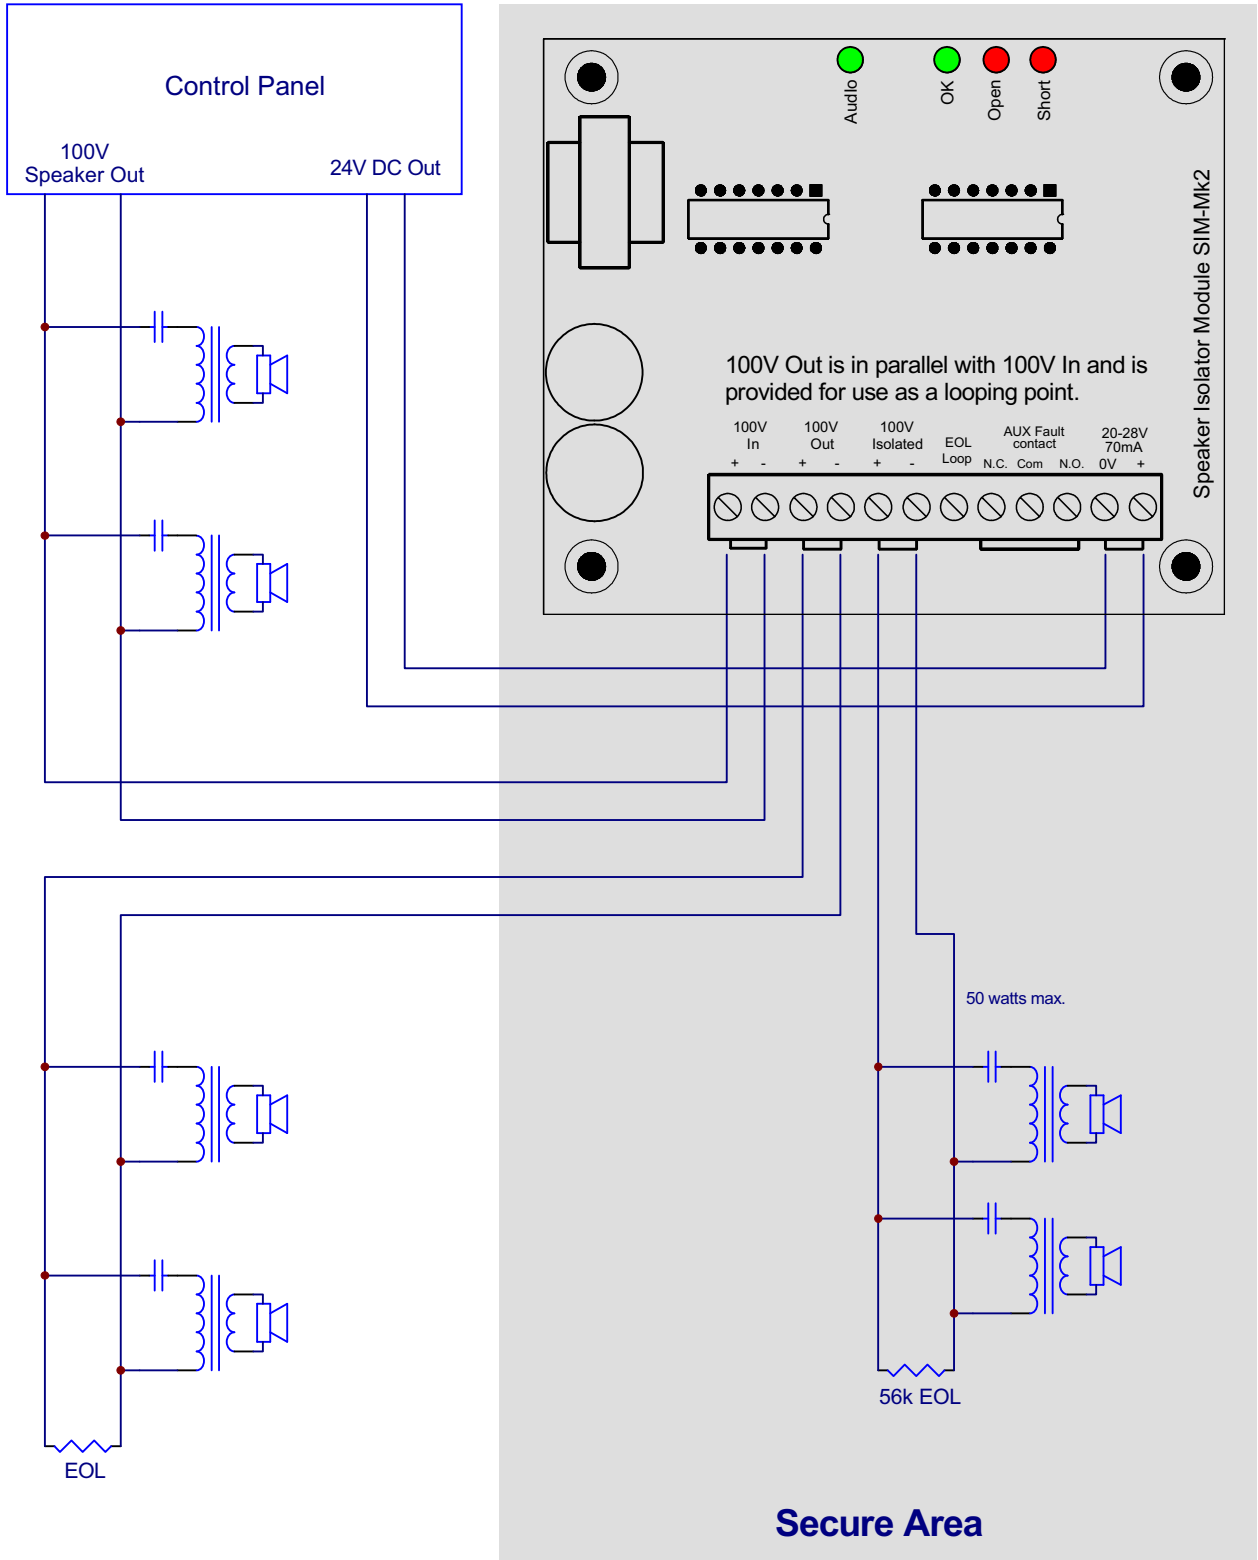 Control Panel
100V
Speaker Out
24V DC Out
Audio
OK
Open
Short
Speaker Isolator Module SIM-Mk2
100V Out is in parallel with 100V In and is
provided for use as a looping point.
100V
In
+ -
100V
Out
+ -
100V
Isolated
+ -
EOL
Loop
AUX Fault
contact
N.C. Com N.O.
20-28V
70mA
0V +
50 watts max.
56k EOL
EOL
Secure Area